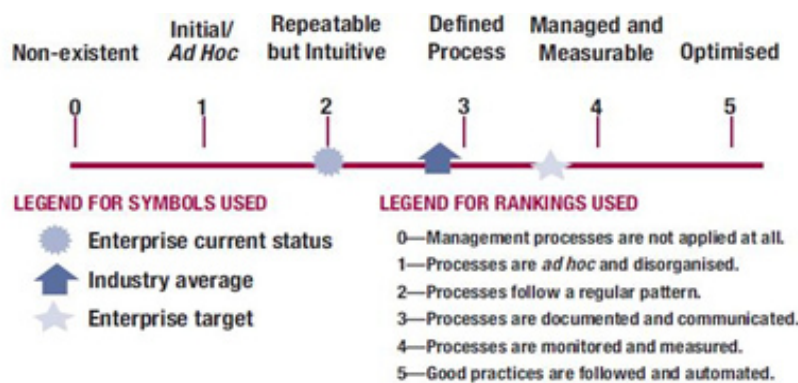 Non-existent
Initial/
Ad Hoc
Repeatable
but Intuitive
Defined
Process
Managed and
Measurable
Optimised
0 1 2 3 4 5
LEGEND FOR SYMBOLS USED
Enterprise current status
Industry average
Enterprise target
LEGEND FOR RANKINGS USED
0—Management processes are not applied at all.
1—Processes are ad hoc and disorganised.
2—Processes follow a regular pattern.
3—Processes are documented and communicated.
4—Processes are monitored and measured.
5—Good practices are followed and automated.